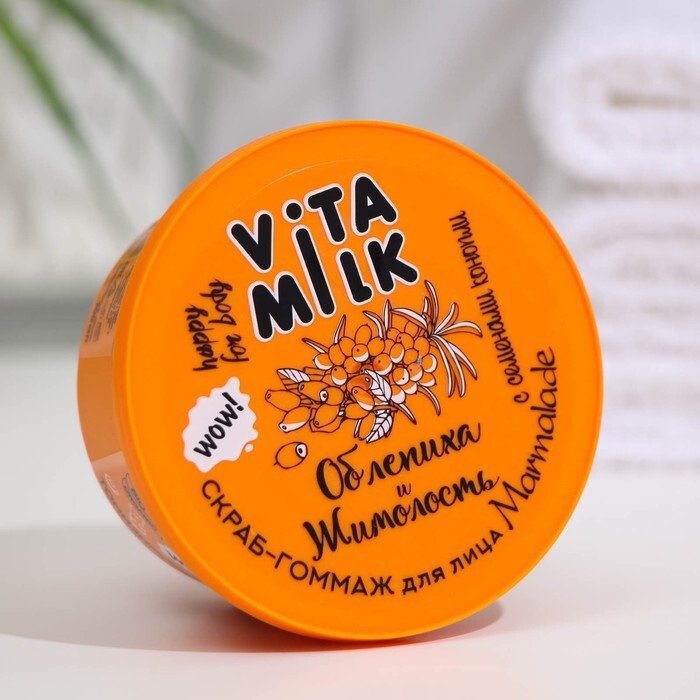 ViTA
MiLK
happy
for body
wow!
Облепиха
и
Жимолость
СКРАБ-ГОММАЖ для лица Marmalade
с семенами конопли